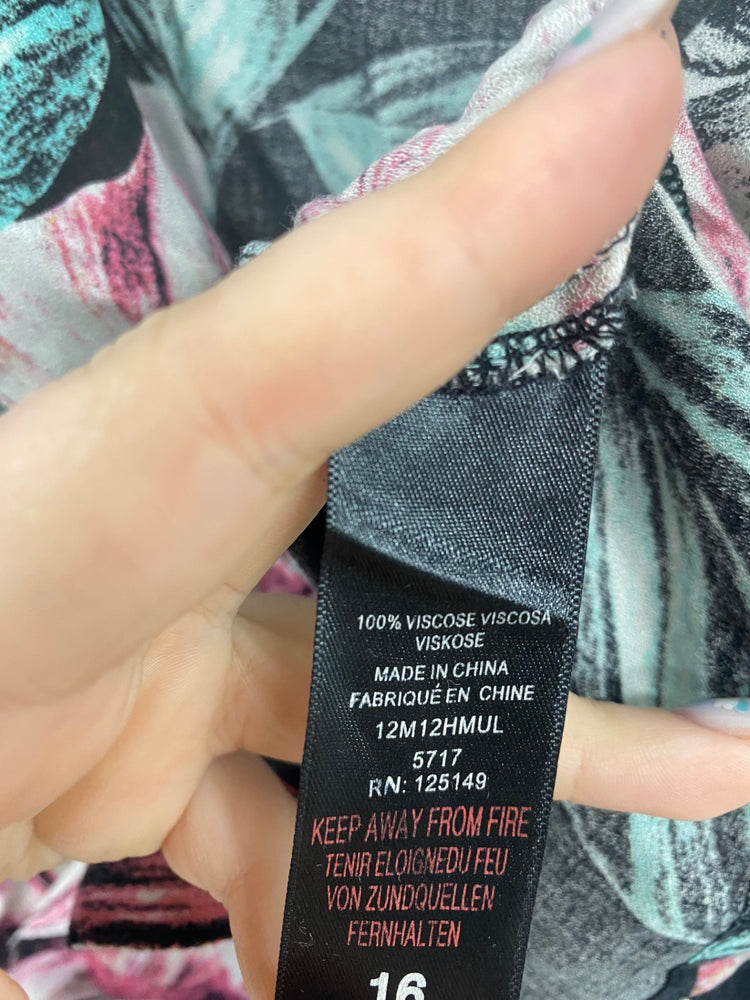 100% VISCOSE VISCOSA
VISKOSE
MADE IN CHINA
FABRIQUÉ EN CHINE
12M12HMUL
5717
RN: 125149
KEEP AWAY FROM FIRE
TENIR ELOIGNEDU FEU
VON ZUNDQUELLEN
FERNHALTEN
16